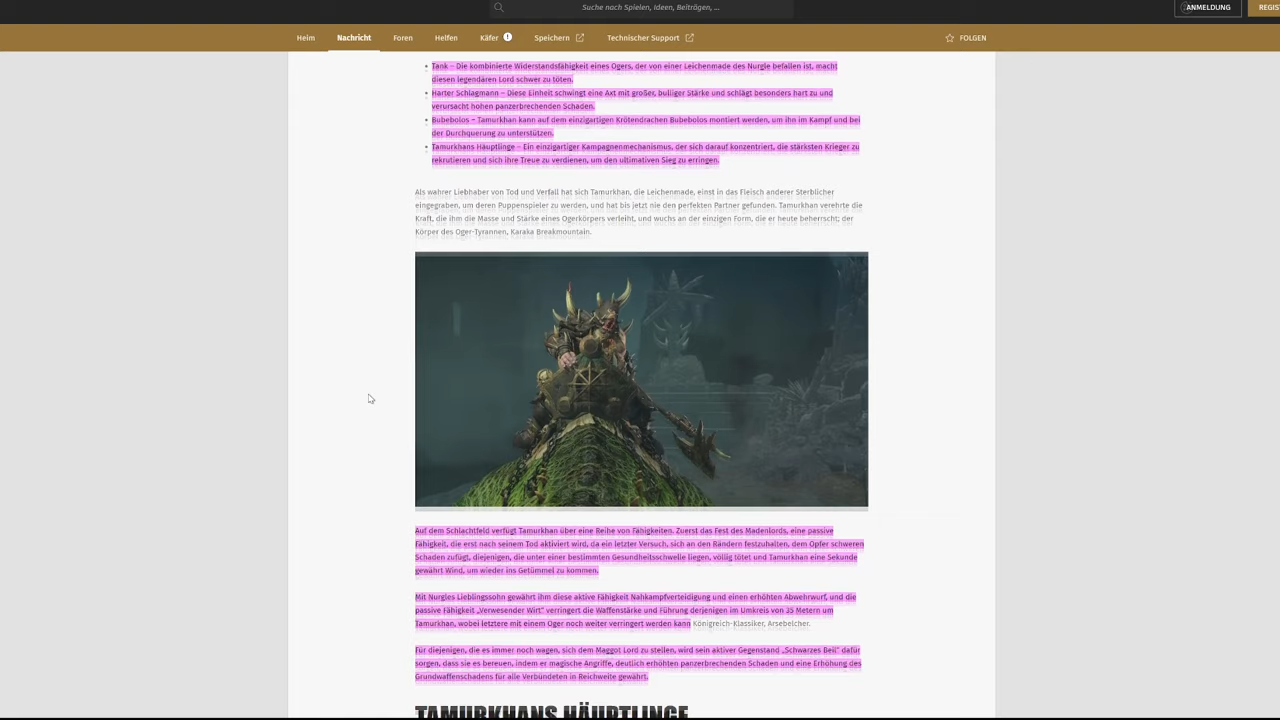 Suche nach Spielen, Ideen, Beiträgen, ...
ANMELDUNG
REGIS
Heim
Nachricht
Foren
Helfen
Käfer
Speichern
Technischer Support
FOLGEN
Tank – Die kombinierte Widerstandsfähigkeit eines Ogers, der von einer Leichenmade des Nurgle befallen ist, macht
diesen legendären Lord schwer zu töten.
Harter Schlagmann – Diese Einheit schwingt eine Axt mit großer, bulliger Stärke und schlägt besonders hart zu und
verursacht hohen panzerbrechenden Schaden.
Bubebolos – Tamurkhan kann auf dem einzigartigen Krötendrachen Bubebolos montiert werden, um ihn im Kampf und bei
der Durchquerung zu unterstützen.
Tamurkhans Häuptlinge – Ein einzigartiger Kampagnenmechanismus, der sich darauf konzentriert, die stärksten Krieger zu
rekrutieren und sich ihre Treue zu verdienen, um den ultimativen Sieg zu erringen.
Als wahrer Liebhaber von Tod und Verfall hat sich Tamurkhan, die Leichenmade, einst in das Fleisch anderer Sterblicher
eingegraben, um deren Puppenspieler zu werden, und hat bis jetzt nie den perfekten Partner gefunden. Tamurkhan verehrte die
Kraft, die ihm die Masse und Stärke eines Ogerkörpers verleiht, und wuchs an der einzigen Form, die er heute beherrscht; der
Körper des Oger-Tyrannen, Karaka Breakmountain.
Auf dem Schlachtfeld verfügt Tamurkhan über eine Reihe von Fähigkeiten. Zuerst das Fest des Madenlords, eine passive
Fähigkeit, die erst nach seinem Tod aktiviert wird, da ein letzter Versuch, sich an den Rändern festzuhalten, dem Opfer schweren
Schaden zufügt, diejenigen, die unter einer bestimmten Gesundheitsschwelle liegen, völlig tötet und Tamurkhan eine Sekunde
gewährt Wind, um wieder ins Getümmel zu kommen.
Mit Nurgles Lieblingssohn gewährt ihm diese aktive Fähigkeit Nahkampfverteidigung und einen erhöhten Abwehrwurf, und die
passive Fähigkeit „Verwesender Wirt" verringert die Waffenstärke und Führung derjenigen im Umkreis von 35 Metern um
Tamurkhan, wobei letztere mit einem Oger noch weiter verringert werden kann Königreich-Klassiker, Arsebelcher.
Für diejenigen, die es immer noch wagen, sich dem Maggot Lord zu stellen, wird sein aktiver Gegenstand „Schwarzes Beil" dafür
sorgen, dass sie es bereuen, indem er magische Angriffe, deutlich erhöhten panzerbrechenden Schaden und eine Erhöhung des
Grundwaffenschadens für alle Verbündeten in Reichweite gewährt.
TAMURKHANS HÄUPTLINGE